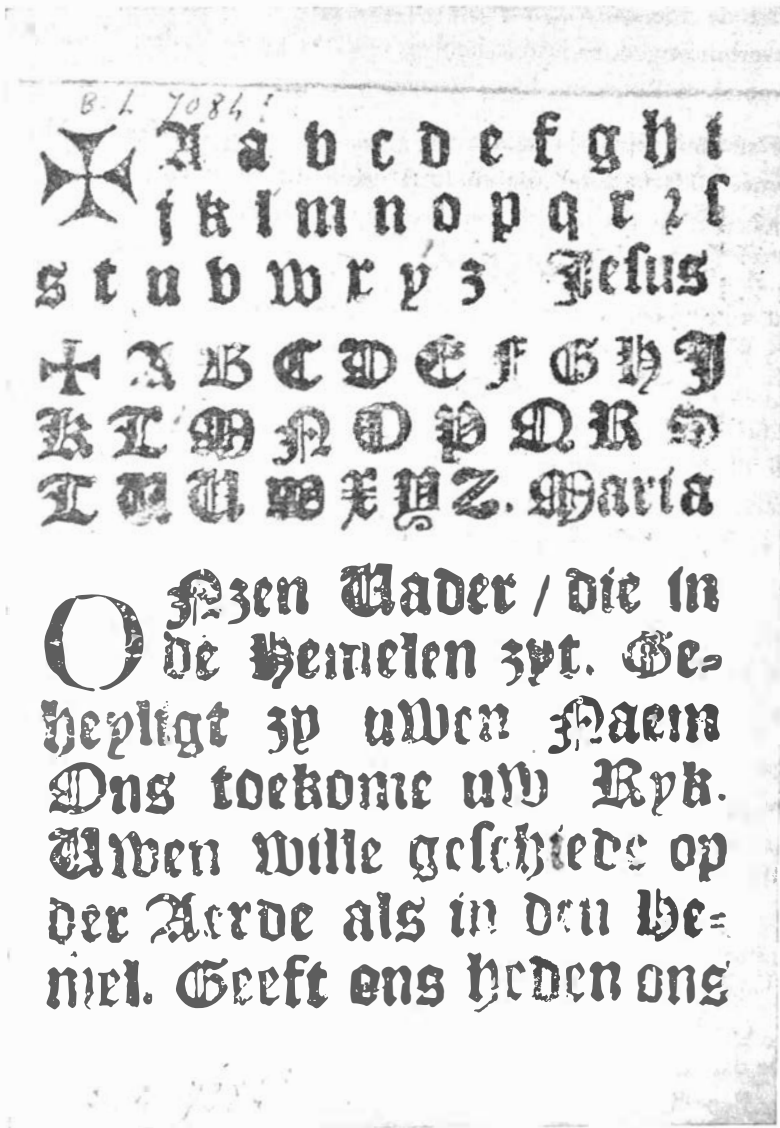 B. L. 7084
✠ A a b c d e f g h i
j k l m n o p q r ꝛ ſ
s t u v w x y z Jeſus
✠ A B C D E F G H J
K L M N O P Q R S
T U U W X Y Z. Maria
ONzen Vader / die in
de Hemelen zyt. Ge⸗
heyligt zy uwen Naem
Ons toekome uw Ryk.
Uwen wille geſchiede op
der Aerde als in den He⸗
mel. Geeft ons heden ons